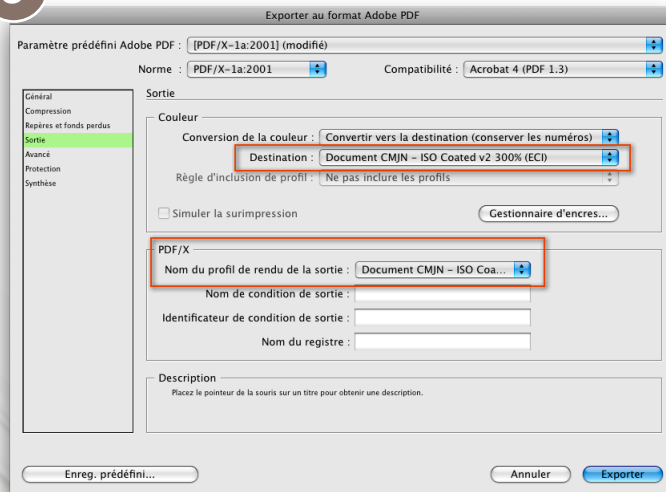 Exporter au format Adobe PDF
Paramètre prédéfini Adobe PDF : [PDF/X-1a:2001] (modifié)
Norme : PDF/X-1a:2001 Compatibilité : Acrobat 4 (PDF 1.3)
Général
Compression
Repères et fonds perdus
Sortie
Avancé
Protection
Synthèse
Sortie
Couleur
Conversion de la couleur : Convertir vers la destination (conserver les numéros)
Destination : Document CMJN - ISO Coated v2 300% (ECI)
Règle d'inclusion de profil : Ne pas inclure les profils
Simuler la surimpression Gestionnaire d'encres...
PDF/X
Nom du profil de rendu de la sortie : Document CMJN - ISO Coa...
Nom de condition de sortie :
Identificateur de condition de sortie :
Nom du registre :
Description
Placez le pointeur de la souris sur un titre pour obtenir une description.
Enreg. prédéfini... Annuler Exporter